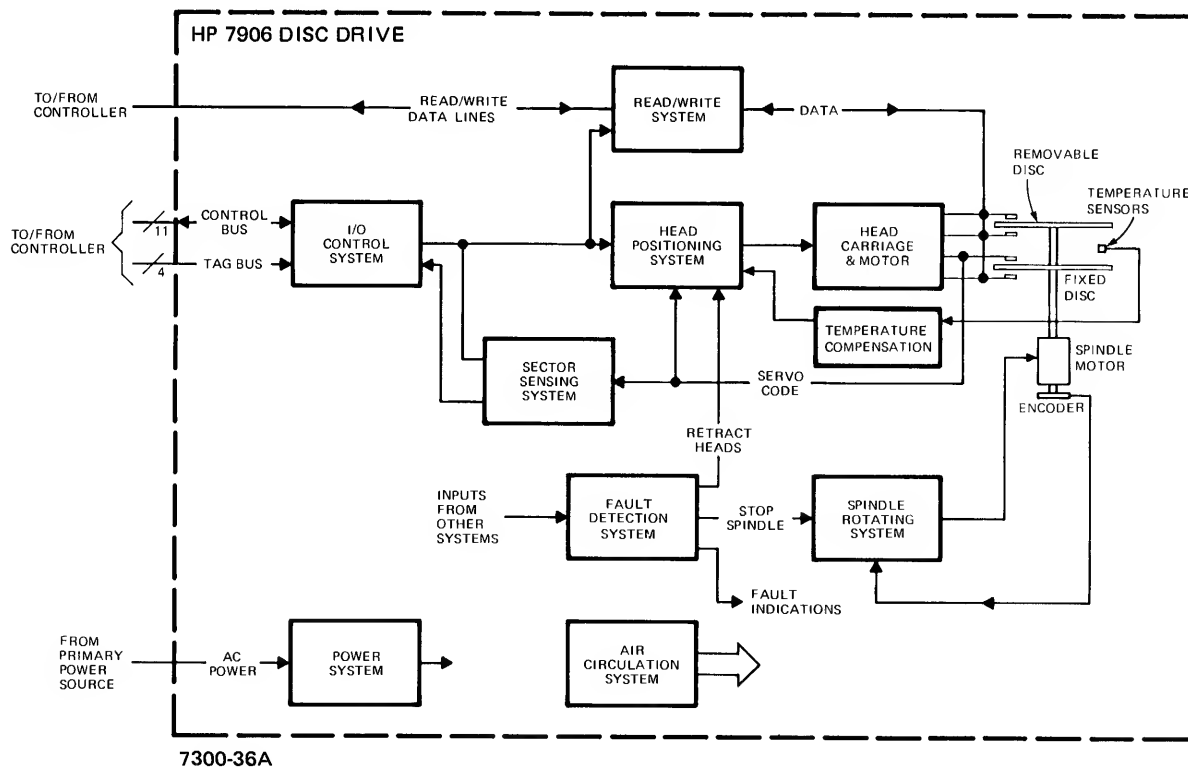 HP 7906 DISC DRIVE
TO/FROM
CONTROLLER
READ/WRITE
DATA LINES
READ/WRITE
SYSTEM
DATA
REMOVABLE
DISC
TEMPERATURE
SENSORS
TO/FROM
CONTROLLER
11
CONTROL
BUS
4
TAG BUS
I/O
CONTROL
SYSTEM
HEAD
POSITIONING
SYSTEM
HEAD
CARRIAGE
& MOTOR
FIXED
DISC
TEMPERATURE
COMPENSATION
SECTOR
SENSING
SYSTEM
SERVO
CODE
SPINDLE
MOTOR
ENCODER
RETRACT
HEADS
INPUTS
FROM
OTHER
SYSTEMS
FAULT
DETECTION
SYSTEM
STOP
SPINDLE
SPINDLE
ROTATING
SYSTEM
FAULT
INDICATIONS
FROM
PRIMARY
POWER
SOURCE
AC
POWER
POWER
SYSTEM
AIR
CIRCULATION
SYSTEM
7300-36A